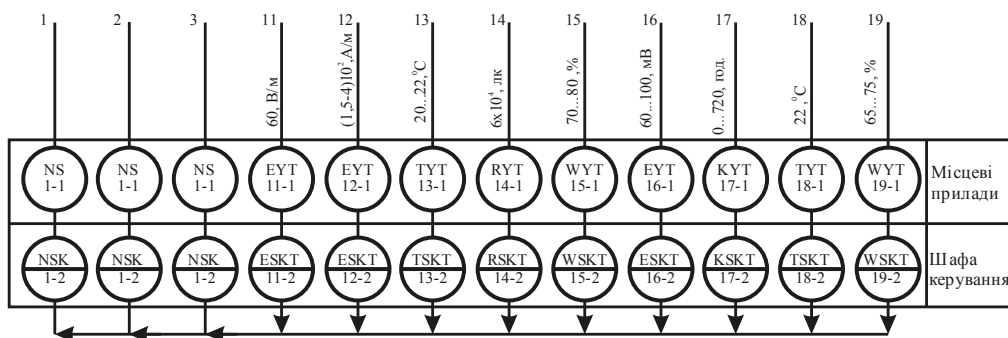 1 2 3 11 12 13 14 15 16 17 18 19
60, В/м
(1,5-4)10²,А/м
20...22,⁰С
6х10⁴, лк
70...80 ,%
60...100, мВ
0...720, год.
22 ,⁰С
65...75, %
NS NS NS EYT EYT TYT RYT WYT EYT KYT TYT WYT
1-1 1-1 1-1 11-1 12-1 13-1 14-1 15-1 16-1 17-1 18-1 19-1
Місцеві
прилади
NSK NSK NSK ESKT ESKT TSKT RSKT WSKT ESKT KSKT TSKT WSKT
1-2 1-2 1-2 11-2 12-2 13-2 14-2 15-2 16-2 17-2 18-2 19-2
Шафа
керування